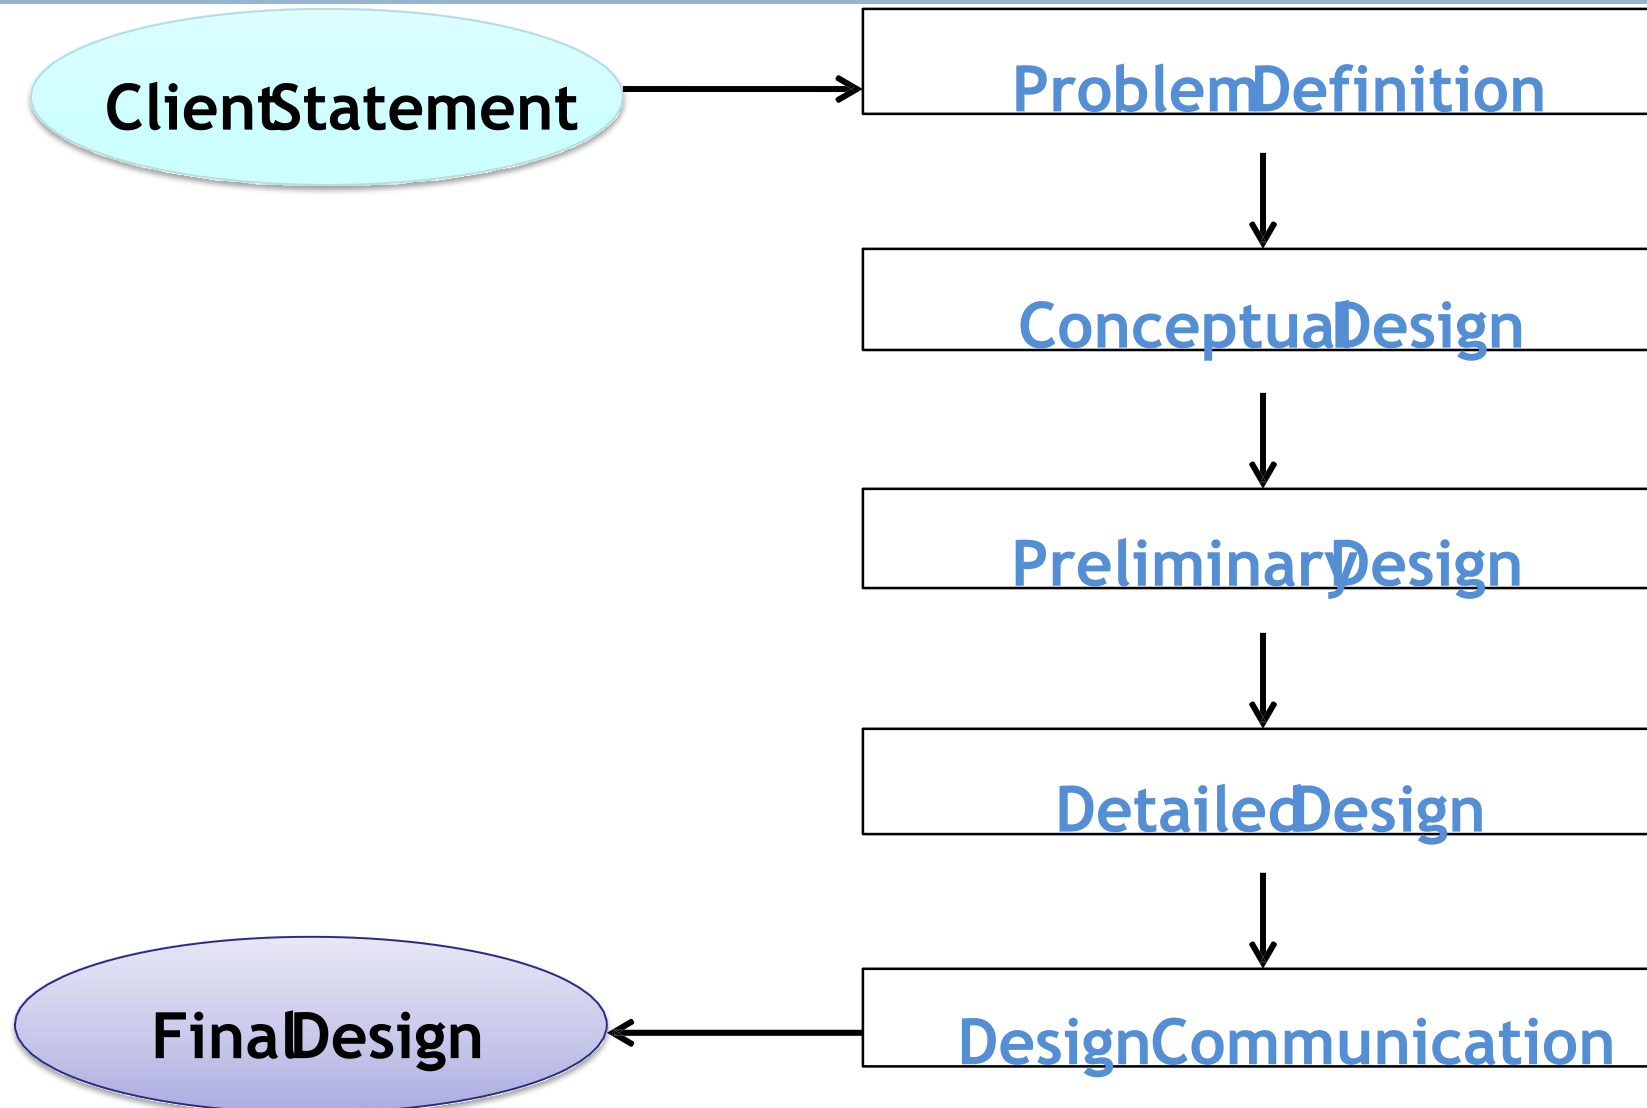 Client Statement
Problem Definition
Conceptual Design
Preliminary Design
Detailed Design
Final Design
Design Communication